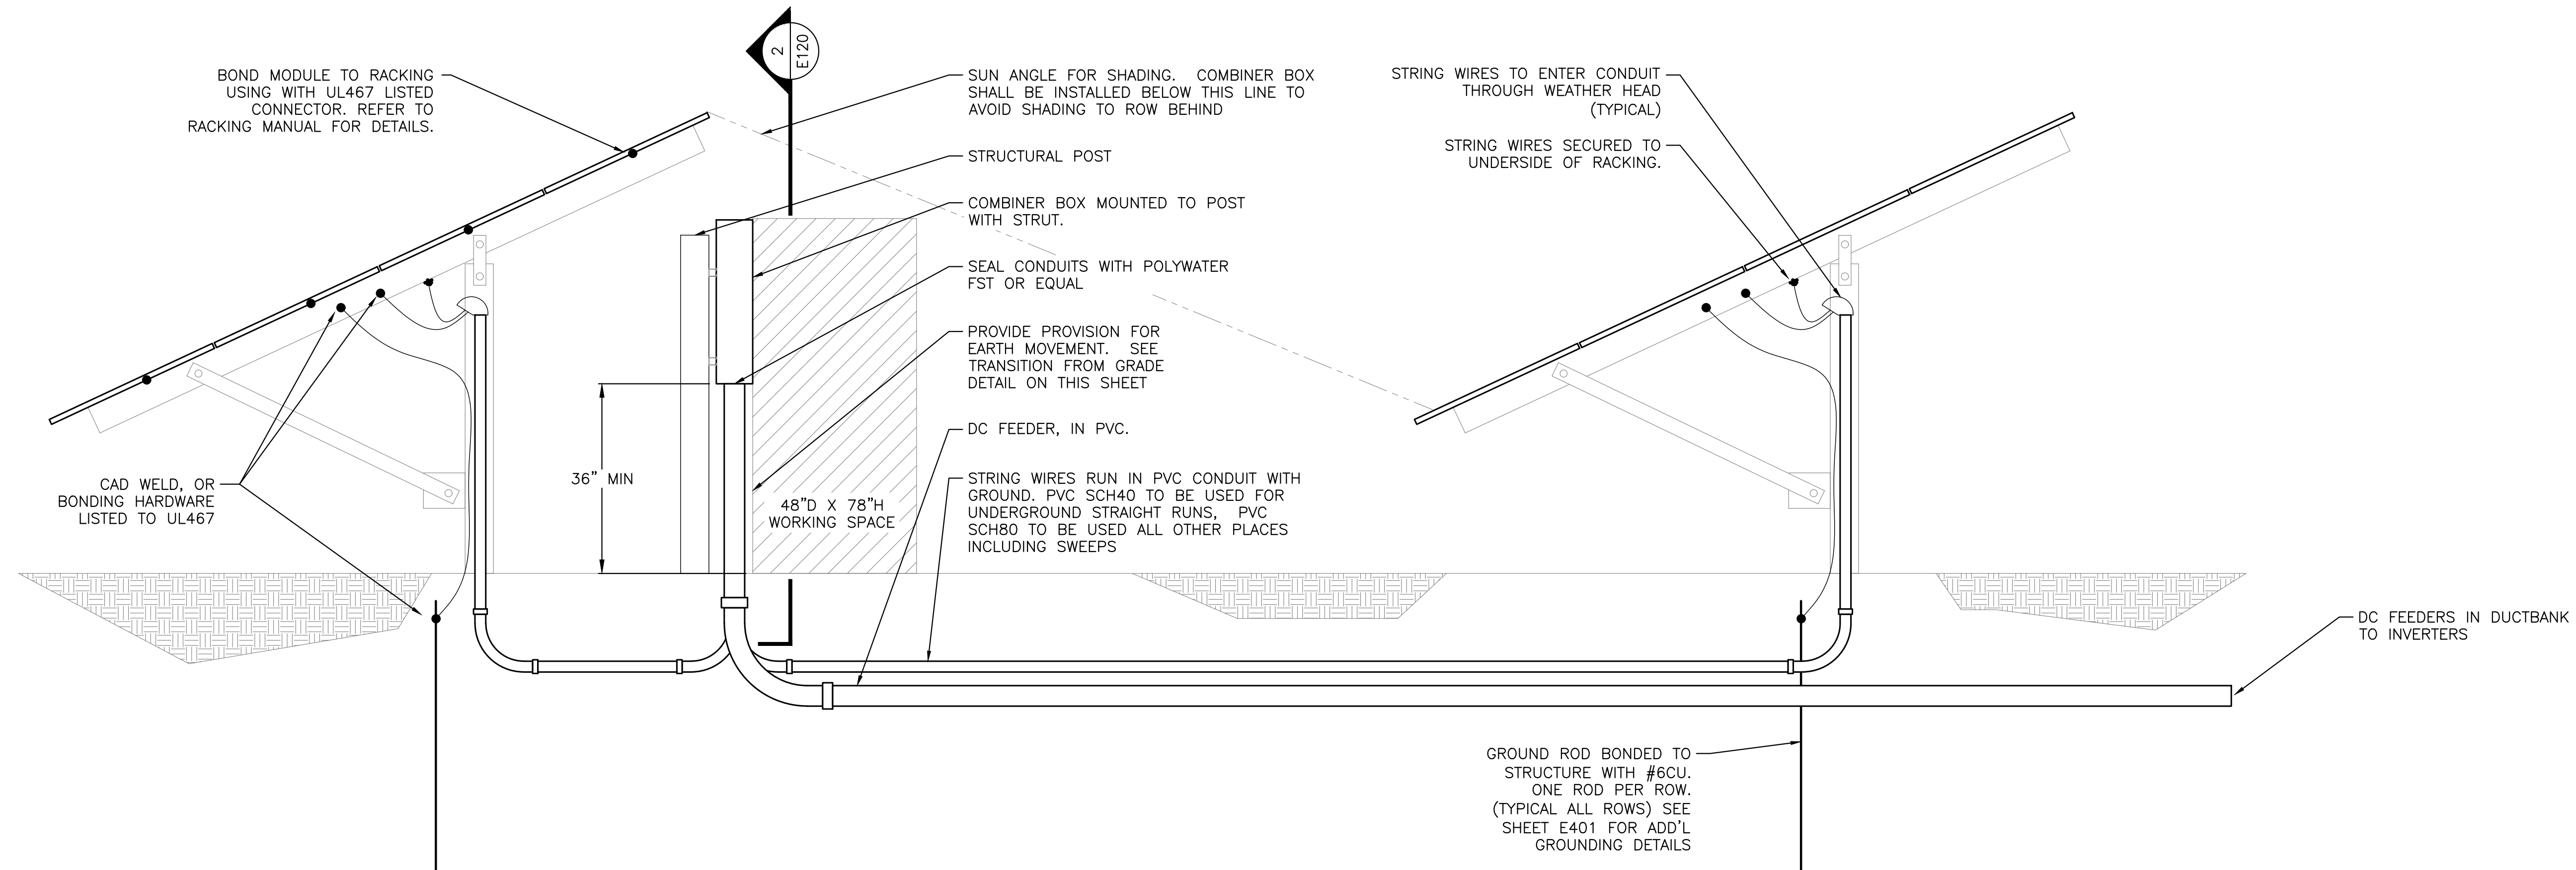 2
E120
BOND MODULE TO RACKING
USING WITH UL467 LISTED
CONNECTOR. REFER TO
RACKING MANUAL FOR DETAILS.
SUN ANGLE FOR SHADING. COMBINER BOX
SHALL BE INSTALLED BELOW THIS LINE TO
AVOID SHADING TO ROW BEHIND
STRUCTURAL POST
COMBINER BOX MOUNTED TO POST
WITH STRUT.
SEAL CONDUITS WITH POLYWATER
FST OR EQUAL
PROVIDE PROVISION FOR
EARTH MOVEMENT. SEE
TRANSITION FROM GRADE
DETAIL ON THIS SHEET
DC FEEDER, IN PVC.
STRING WIRES RUN IN PVC CONDUIT WITH
GROUND. PVC SCH40 TO BE USED FOR
UNDERGROUND STRAIGHT RUNS, PVC
SCH80 TO BE USED ALL OTHER PLACES
INCLUDING SWEEPS
STRING WIRES TO ENTER CONDUIT
THROUGH WEATHER HEAD
(TYPICAL)
STRING WIRES SECURED TO
UNDERSIDE OF RACKING.
CAD WELD, OR
BONDING HARDWARE
LISTED TO UL467
36" MIN
48"D X 78"H
WORKING SPACE
DC FEEDERS IN DUCTBANK
TO INVERTERS
GROUND ROD BONDED TO
STRUCTURE WITH #6CU.
ONE ROD PER ROW.
(TYPICAL ALL ROWS) SEE
SHEET E401 FOR ADD'L
GROUNDING DETAILS